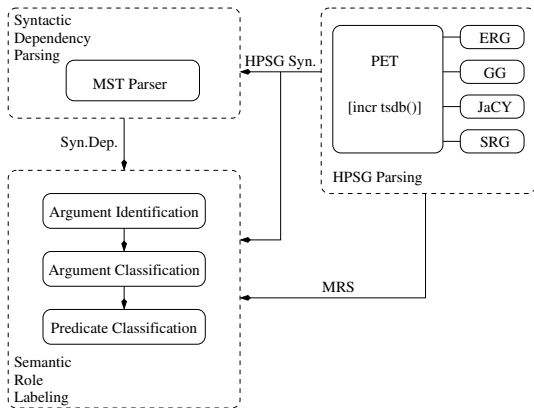 Syntactic
Dependency
Parsing
MST Parser
HPSG Syn.
PET
[incr tsdb()]
ERG
GG
JaCY
SRG
HPSG Parsing
Syn.Dep.
Argument Identification
Argument Classification
Predicate Classification
MRS
Semantic
Role
Labeling